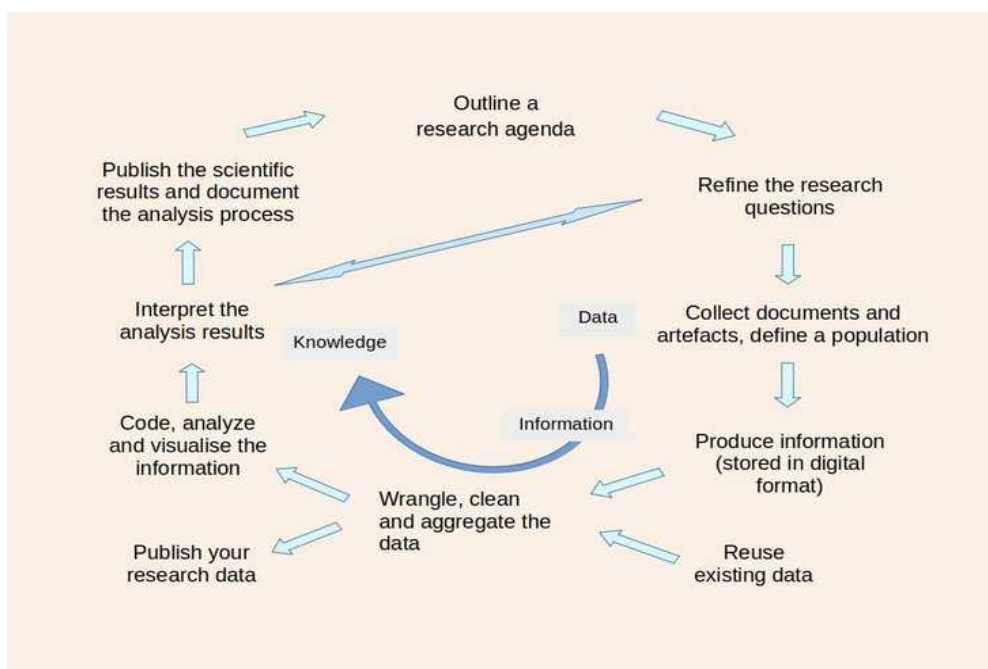 Outline a
research agenda
Publish the scientific
results and document
the analysis process
Refine the research
questions
Interpret the
analysis results
Knowledge
Data
Collect documents and
artefacts, define a population
Code, analyze
and visualise the
information
Information
Produce information
(stored in digital
format)
Wrangle, clean
and aggregate the
data
Publish your
research data
Reuse
existing data